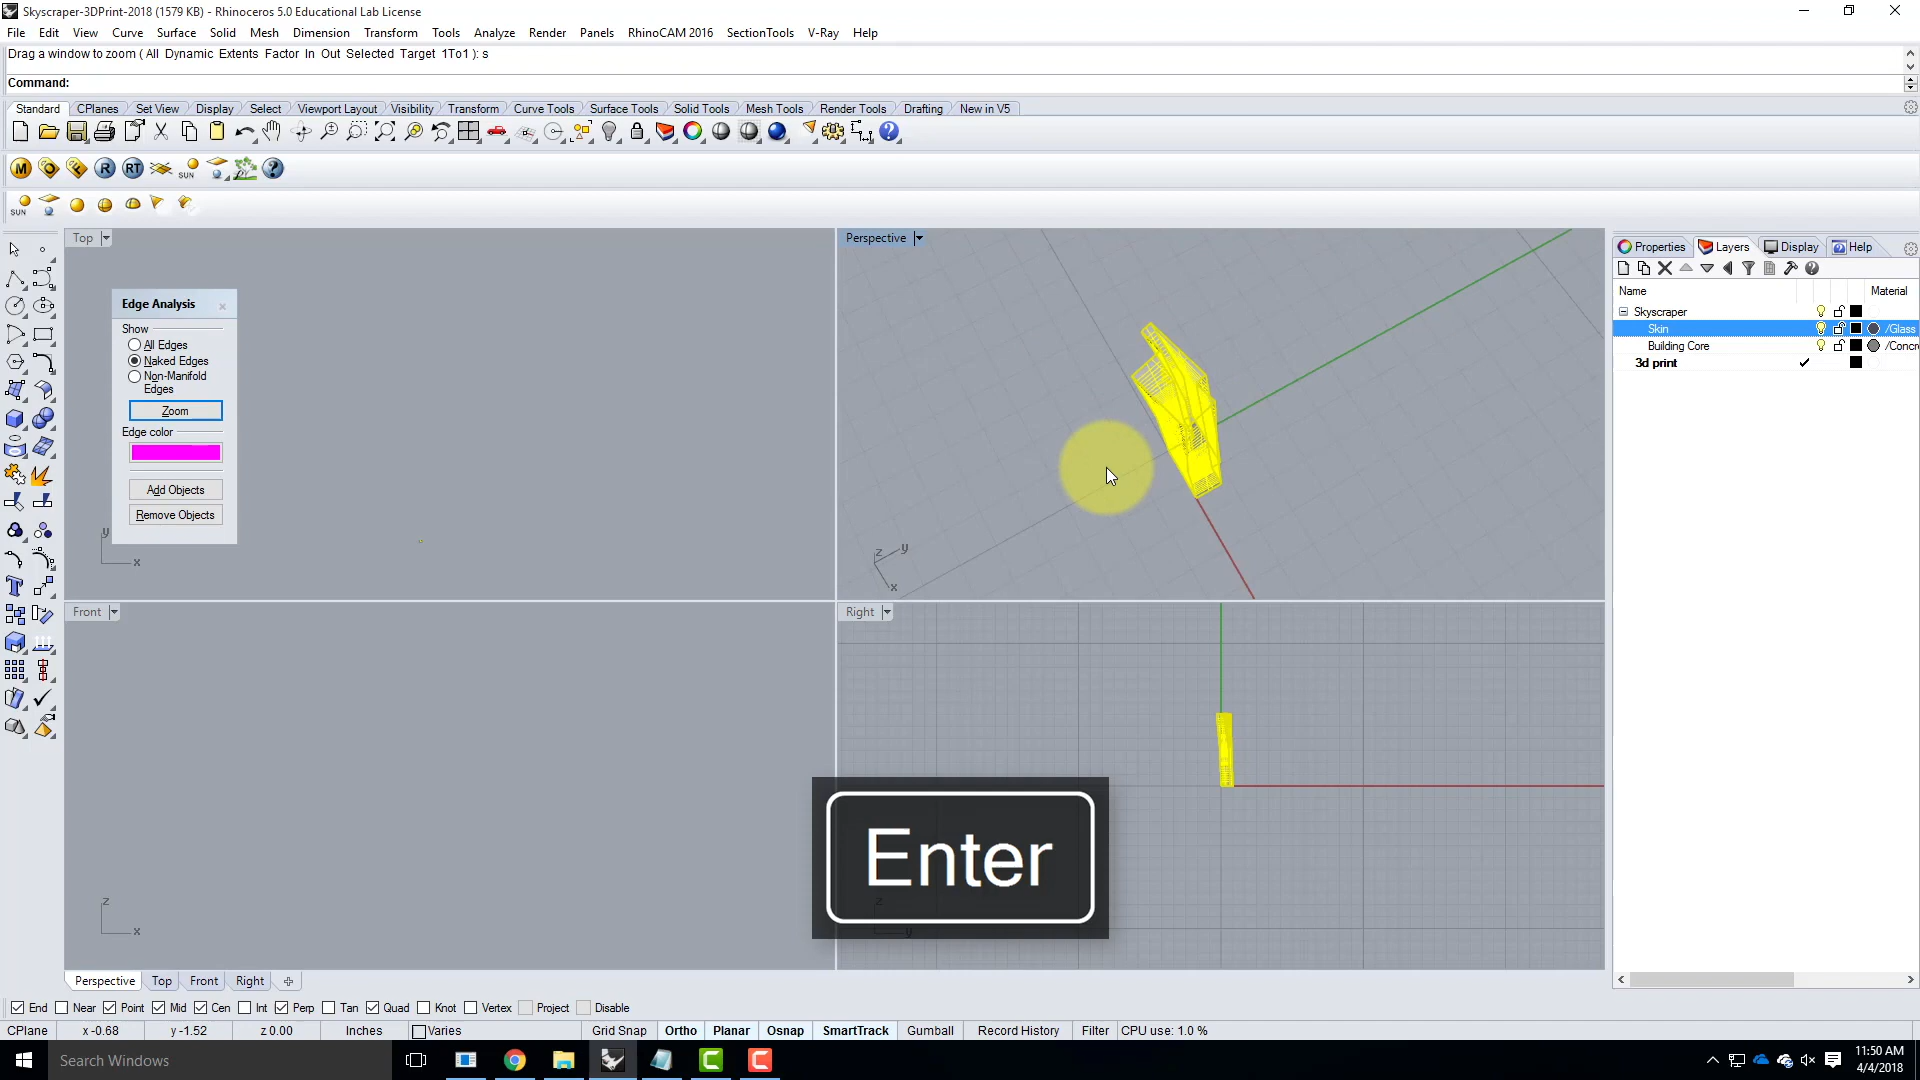 Skyscraper-3DPrint-2018 (1579 KB) - Rhinoceros 5.0 Educational Lab License
File Edit View Curve Surface Solid Mesh Dimension Transform Tools Analyze Render Panels RhinoCAM 2016 SectionTools V-Ray Help
Drag a window to zoom ( All Dynamic Extents Factor In Out Selected Target 1To1 ): s
Command:
Standard CPlanes Set View Display Select Viewport Layout Visibility Transform Curve Tools Surface Tools Solid Tools Mesh Tools Render Tools Drafting New in V5
M O F R RT SUN
SUN
Top
Perspective
Properties Layers Display Help
Name Material
Skyscraper
Skin /Glass
Building Core /Concr
3d print
Edge Analysis
Show
All Edges
Naked Edges
Non-Manifold
Edges
Zoom
Edge color
Add Objects
Remove Objects
y
x
z y
x
Front
Right
Enter
z
x
z
y
Perspective Top Front Right
End Near Point Mid Cen Int Perp Tan Quad Knot Vertex Project Disable
CPlane x -0.68 y -1.52 z 0.00 Inches Varies Grid Snap Ortho Planar Osnap SmartTrack Gumball Record History Filter CPU use: 1.0 %
Search Windows
11:50 AM
4/4/2018